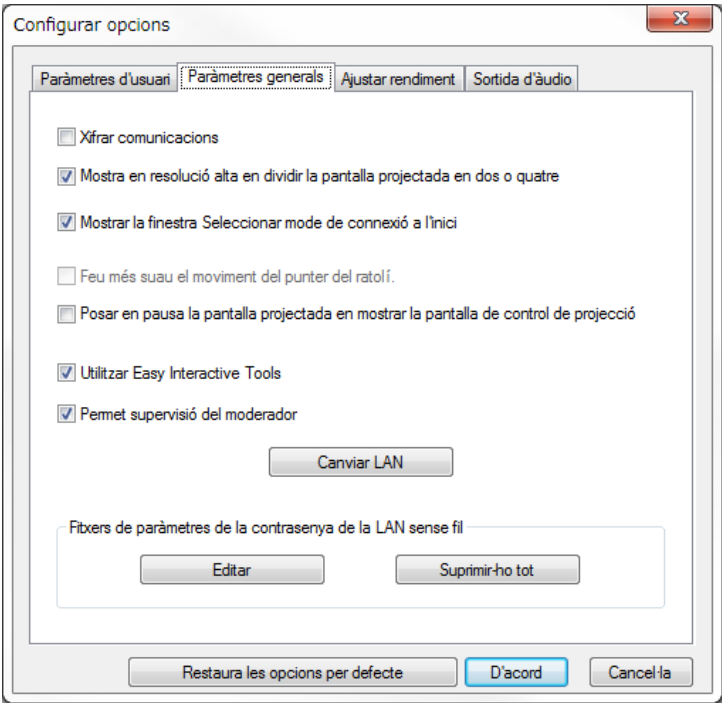 Configurar opcions
Paràmetres d'usuari Paràmetres generals Ajustar rendiment Sortida d'àudio
Xifrar comunicacions
Mostra en resolució alta en dividir la pantalla projectada en dos o quatre
Mostrar la finestra Seleccionar mode de connexió a l'inici
Feu més suau el moviment del punter del ratolí.
Posar en pausa la pantalla projectada en mostrar la pantalla de control de projecció
Utilitzar Easy Interactive Tools
Permet supervisió del moderador
Canviar LAN
Fitxers de paràmetres de la contrasenya de la LAN sense fil
Editar Suprimir-ho tot
Restaura les opcions per defecte D'acord Cancel·la